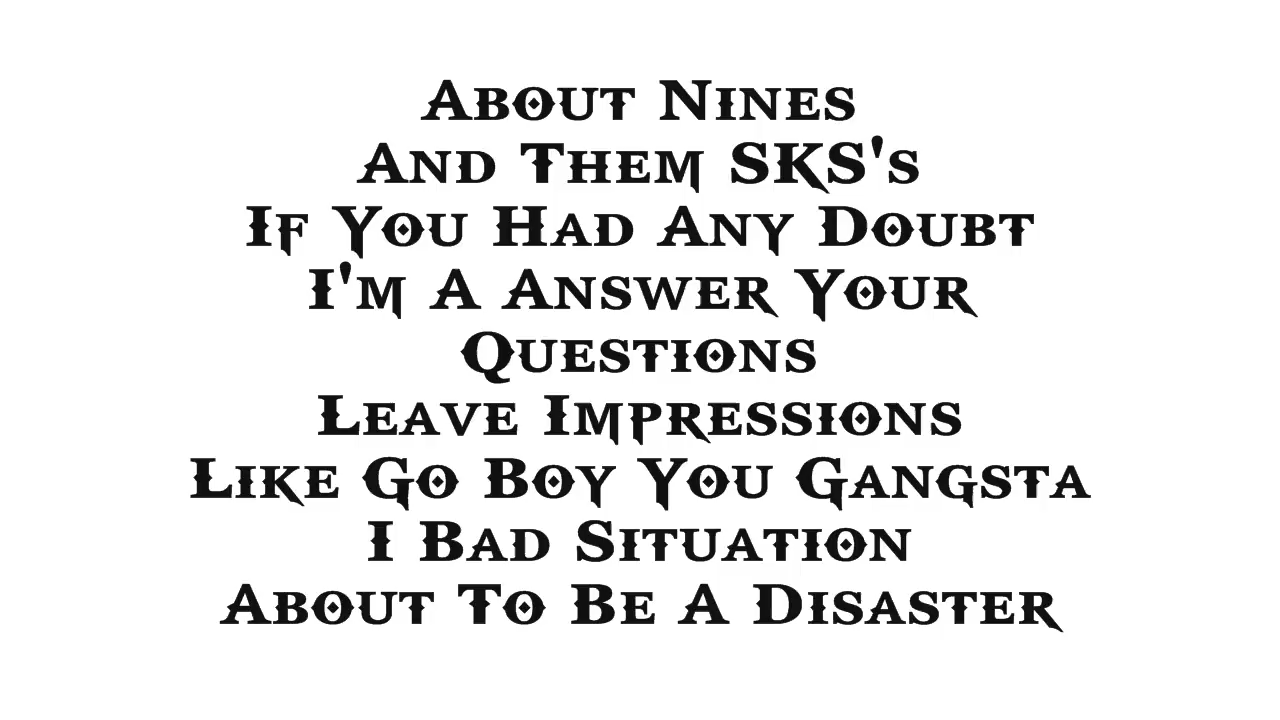 About Nines
And Them SKS's
If You Had Any Doubt
I'm A Answer Your
Questions
Leave Impressions
Like Go Boy You Gangsta
I Bad Situation
About To Be A Disaster